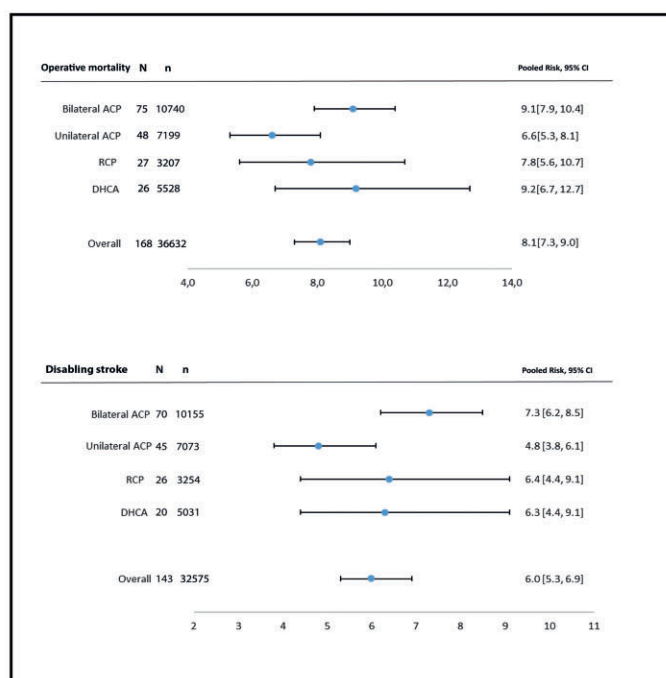 Operative mortality N n Pooled Risk, 95% CI
Bilateral ACP 75 10740 9.1[7.9, 10.4]
Unilateral ACP 48 7199 6.6[5.3, 8.1]
RCP 27 3207 7.8[5.6, 10.7]
DHCA 26 5528 9.2[6.7, 12.7]
Overall 168 36632 8.1[7.3, 9.0]
4,0 6,0 8,0 10,0 12,0 14,0
Disabling stroke N n Pooled Risk, 95% CI
Bilateral ACP 70 10155 7.3 [6.2, 8.5]
Unilateral ACP 45 7073 4.8 [3.8, 6.1]
RCP 26 3254 6.4 [4.4, 9.1]
DHCA 20 5031 6.3 [4.4, 9.1]
Overall 143 32575 6.0 [5.3, 6.9]
2 3 4 5 6 7 8 9 10 11